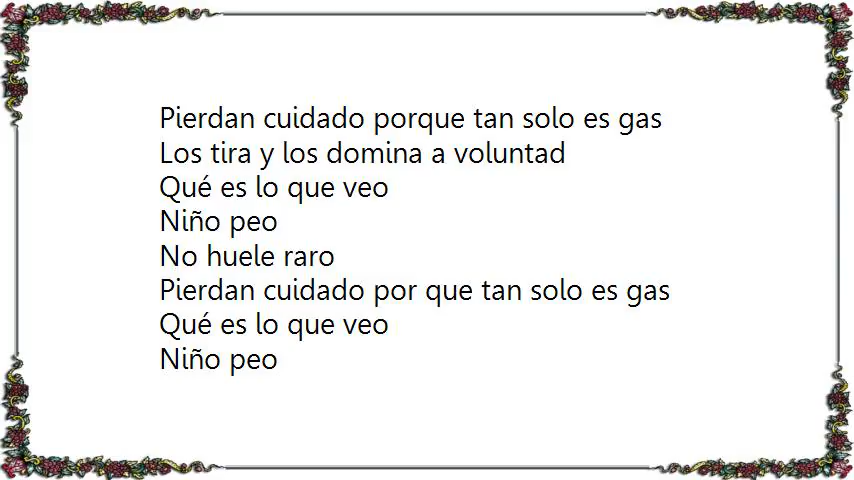 Pierdan cuidado porque tan solo es gas
Los tira y los domina a voluntad
Qué es lo que veo
Niño peo
No huele raro
Pierdan cuidado por que tan solo es gas
Qué es lo que veo
Niño peo